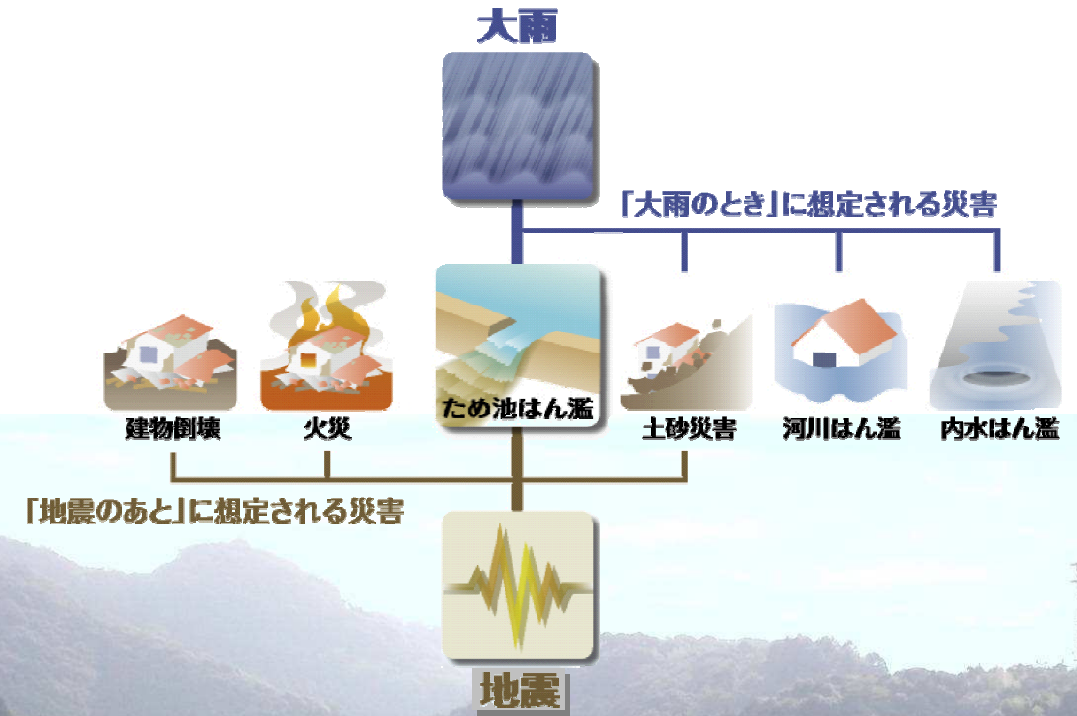 大雨
「大雨のとき」に想定される災害
ため池はん濫
建物倒壊
火災
土砂災害
河川はん濫
内水はん濫
「地震のあと」に想定される災害
地震